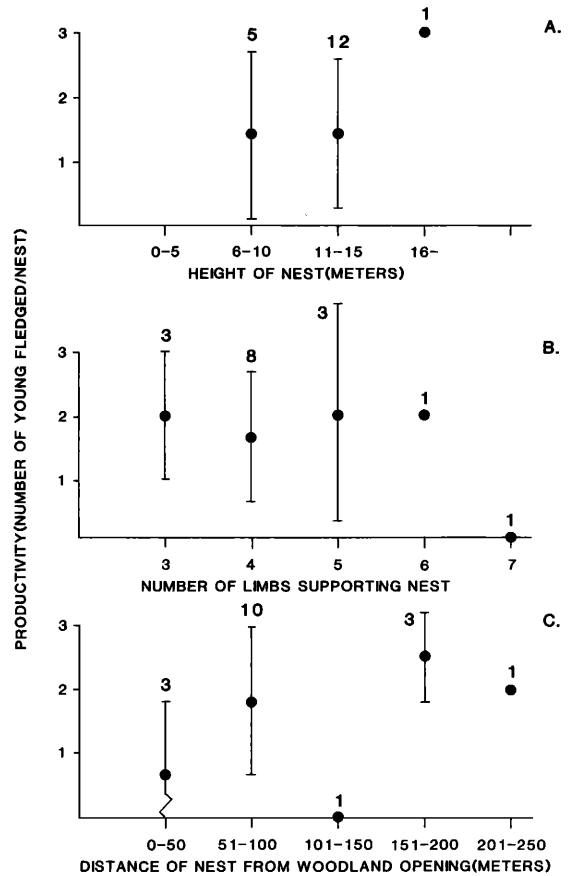 PRODUCTIVITY(NUMBER OF YOUNG FLEDGED/NEST)
A.
3
2
1
5
12
1
0-5 6-10 11-15 16-
HEIGHT OF NEST(METERS)
B.
3
2
1
3
8
3
1
1
3 4 5 6 7
NUMBER OF LIMBS SUPPORTING NEST
C.
3
2
1
3
10
1
3
1
0-50 51-100 101-150 151-200 201-250
DISTANCE OF NEST FROM WOODLAND OPENING(METERS)